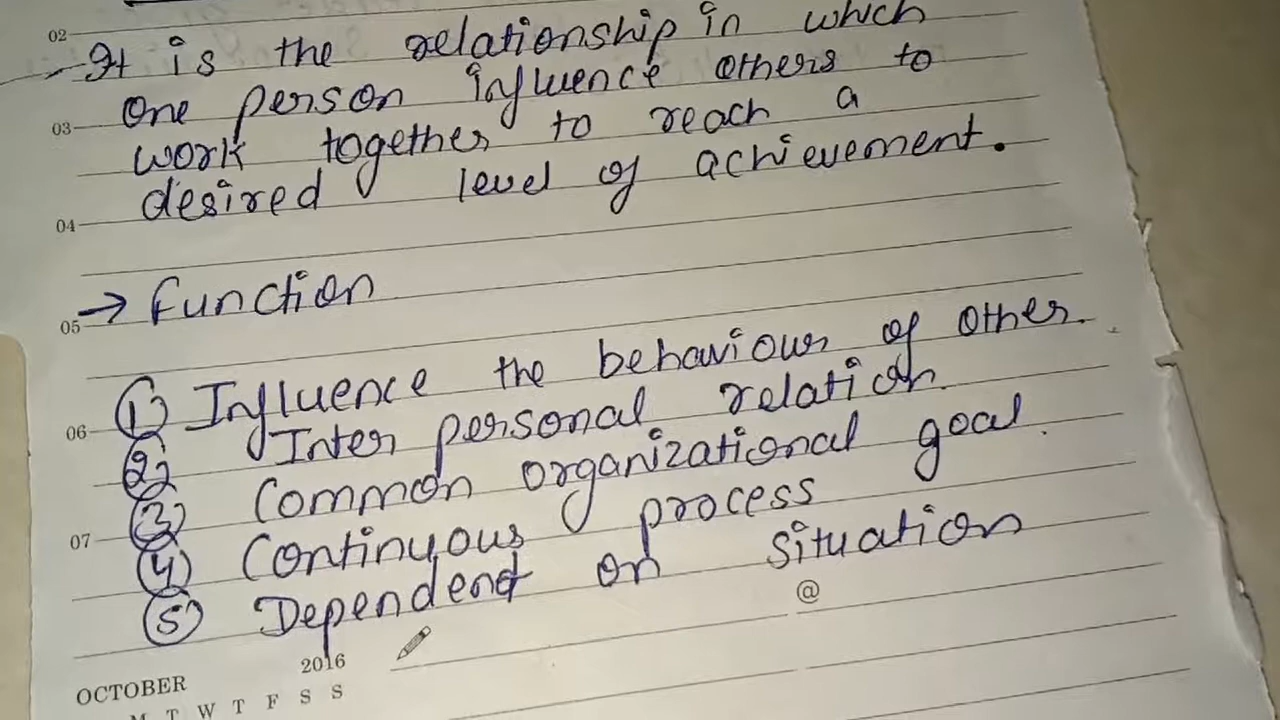 02
- It is the relationship in which
one person influence others to
03
work together to reach a
desired level of achievement.
04
→ Function
05
① Influence the behaviour of other.
06
② Inter personal relation.
③ Common organizational goal.
07
④ Continuous process
⑤ Dependend on situation
@
OCTOBER 2016
M T W T F S S